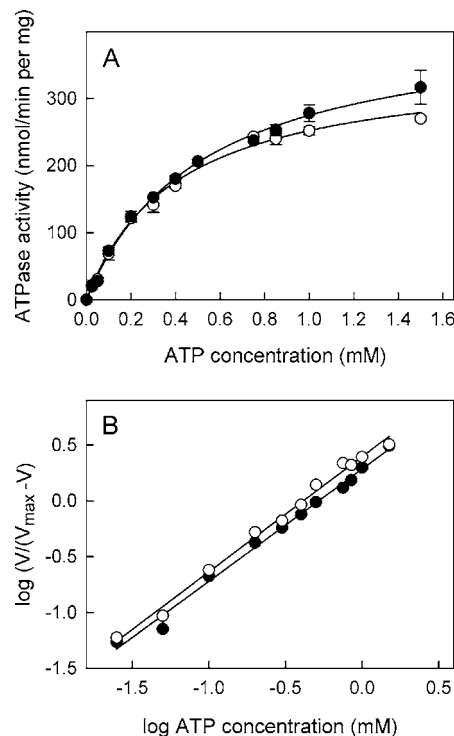 A
ATPase activity (nmol/min per mg)
300
200
100
0
0.0 0.2 0.4 0.6 0.8 1.0 1.2 1.4 1.6
ATP concentration (mM)
B
log (V/(Vmax-V)
0.5
0.0
-0.5
-1.0
-1.5
-1.5 -1.0 -0.5 0.0 0.5
log ATP concentration (mM)